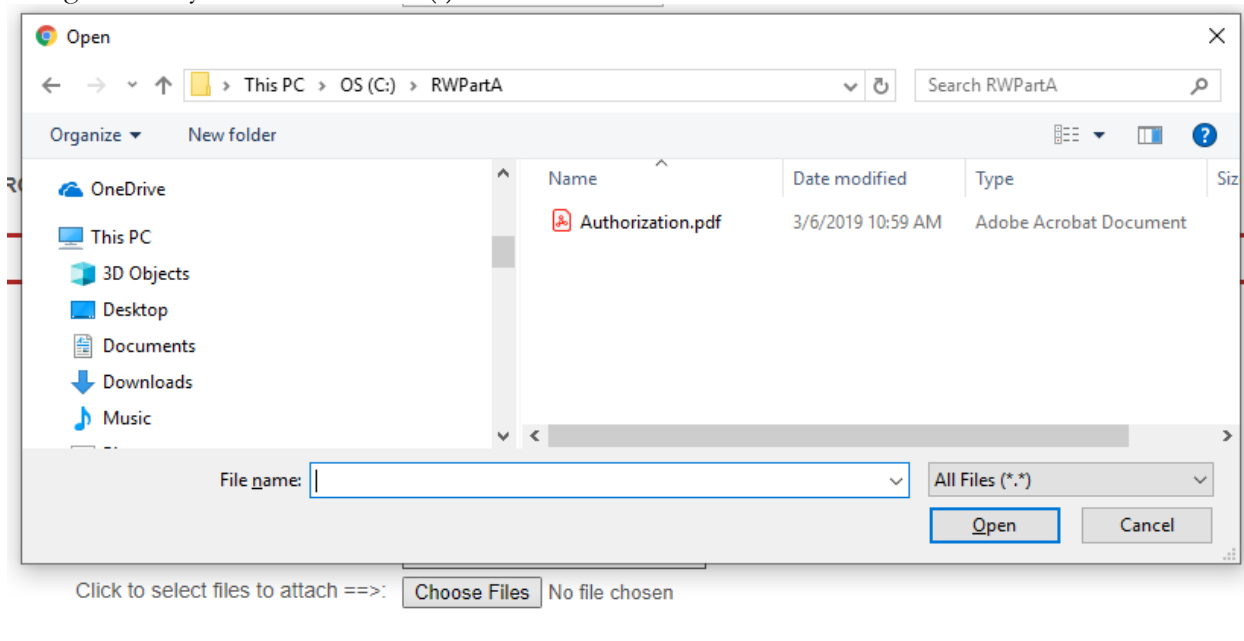 Open
This PC > OS (C:) > RWPartA
Search RWPartA
Organize New folder
Name Date modified Type Siz
OneDrive
Authorization.pdf 3/6/2019 10:59 AM Adobe Acrobat Document
This PC
3D Objects
Desktop
Documents
Downloads
Music
File name: All Files (*.*)
Open Cancel
Click to select files to attach ==>: Choose Files No file chosen